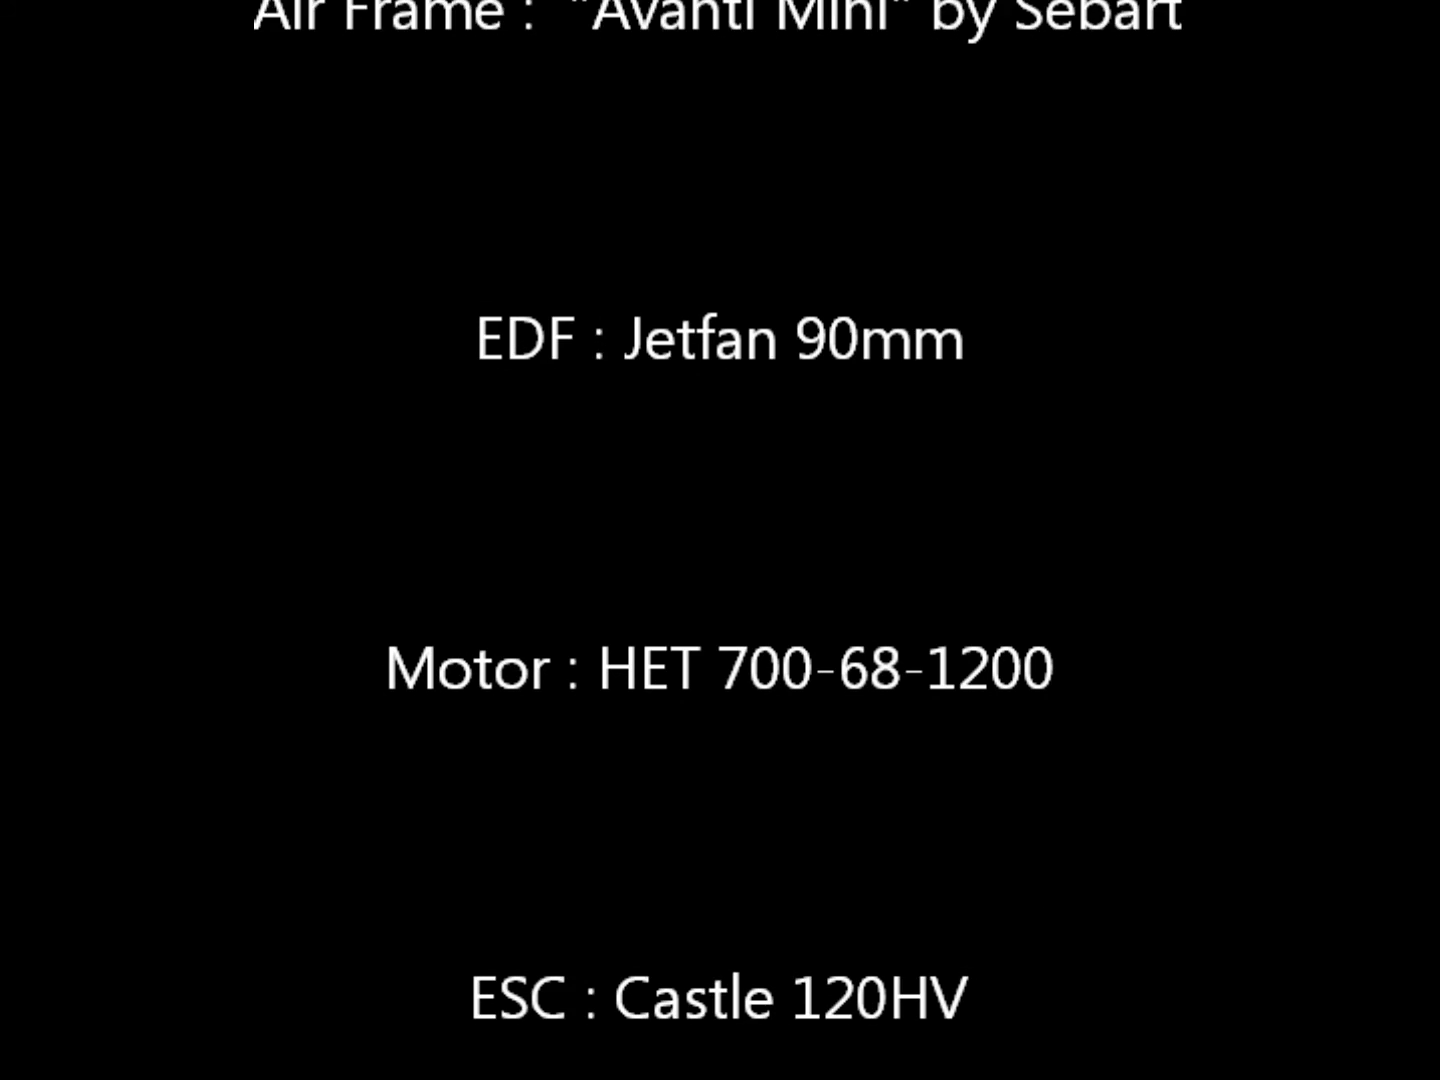 Air Frame :  "Avanti Mini" by Sebart
EDF : Jetfan 90mm
Motor : HET 700-68-1200
ESC : Castle 120HV